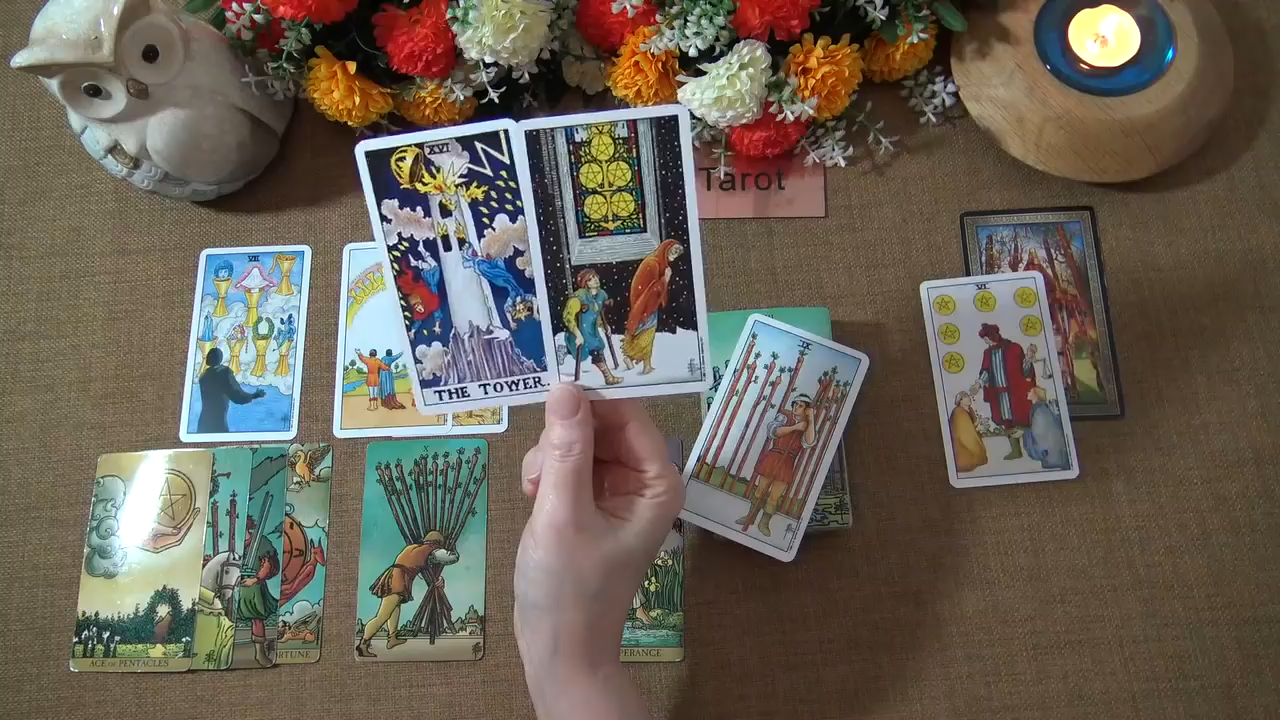 XVI
THE TOWER.
Tarot
VII
IX
VI
X
ACE OF PENTACLES
RTUNE
PERANCE